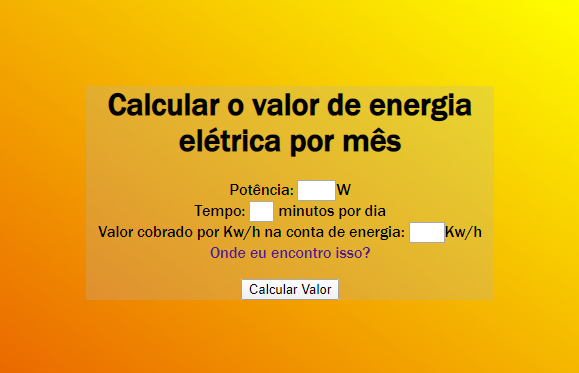 Calcular o valor de energia
elétrica por mês
Potência: W
Tempo: minutos por dia
Valor cobrado por Kw/h na conta de energia: Kw/h
Onde eu encontro isso?
Calcular Valor